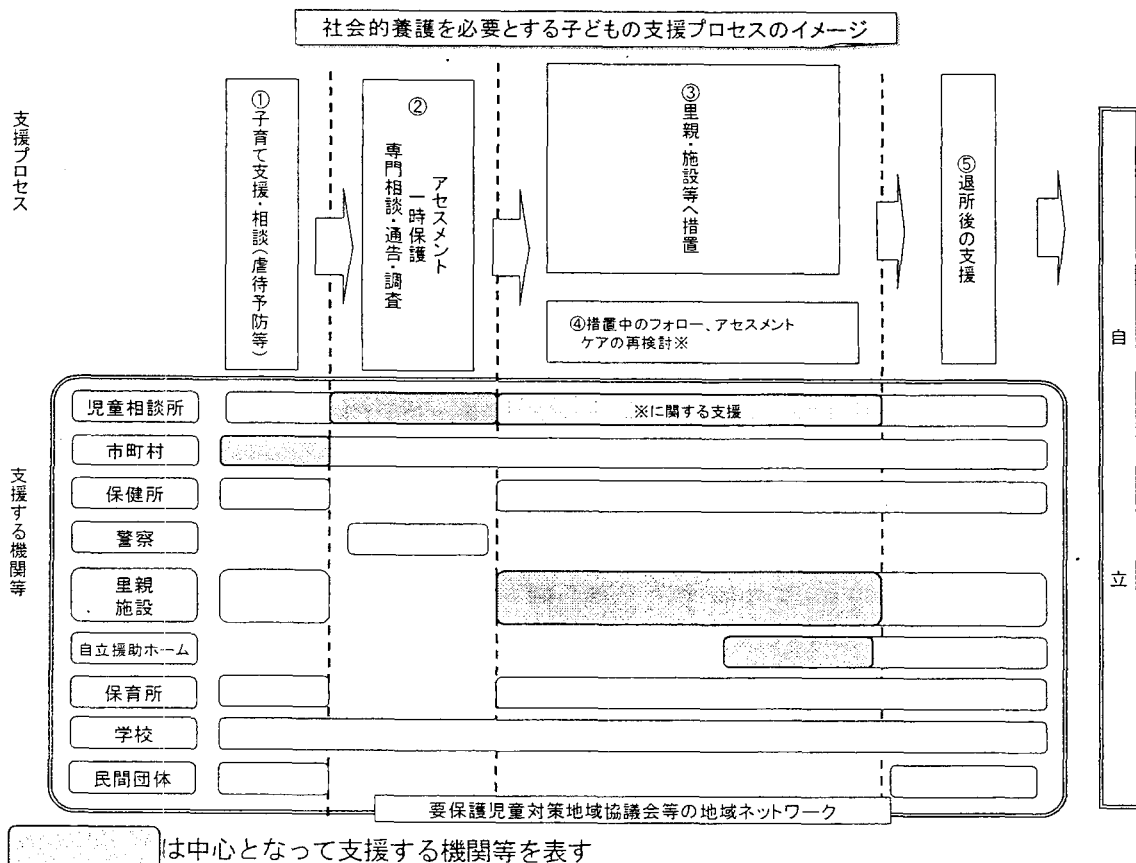 社会的養護を必要とする子どもの支援プロセスのイメージ
支援プロセス
①子育て支援・相談(虐待予防等)
②
専門相談・通告・調査
一時保護
アセスメント
③里親・施設等へ措置
④措置中のフォロー、アセスメント
ケアの再検討※
⑤退所後の支援
自立
支援する機関等
児童相談所
※に関する支援
市町村
保健所
警察
里親
施設
自立援助ホーム
保育所
学校
民間団体
要保護児童対策地域協議会等の地域ネットワーク
は中心となって支援する機関等を表す